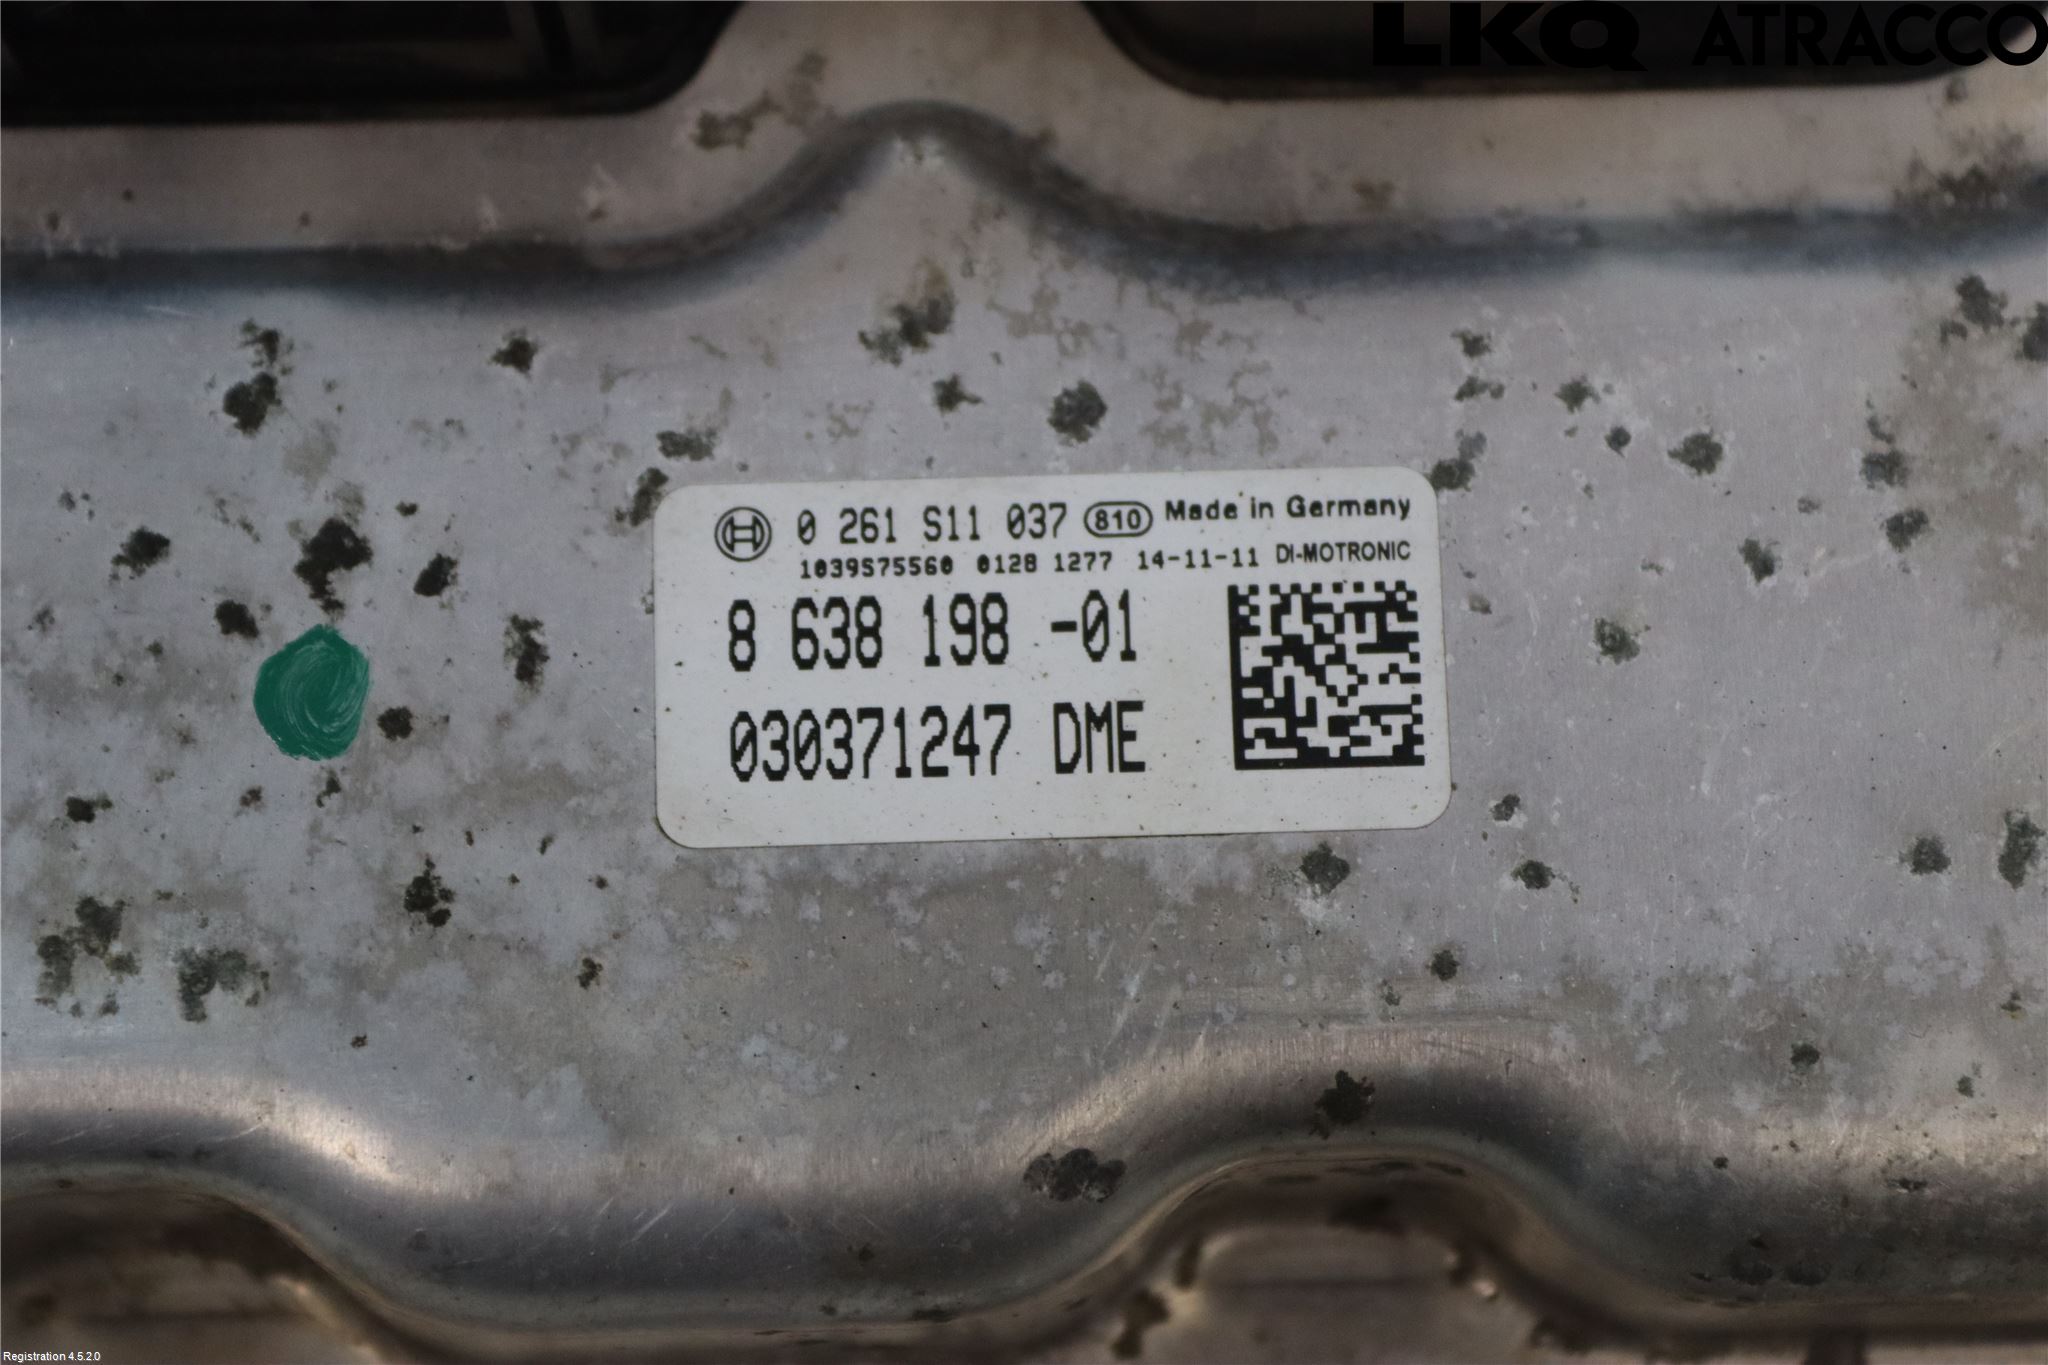 LKQ ATRACCO
0 261 S11 037 810 Made in Germany
1039S75560 0128 1277 14-11-11 DI-MOTRONIC
8 638 198 -01
030371247 DME
Registration 4.5.2.0